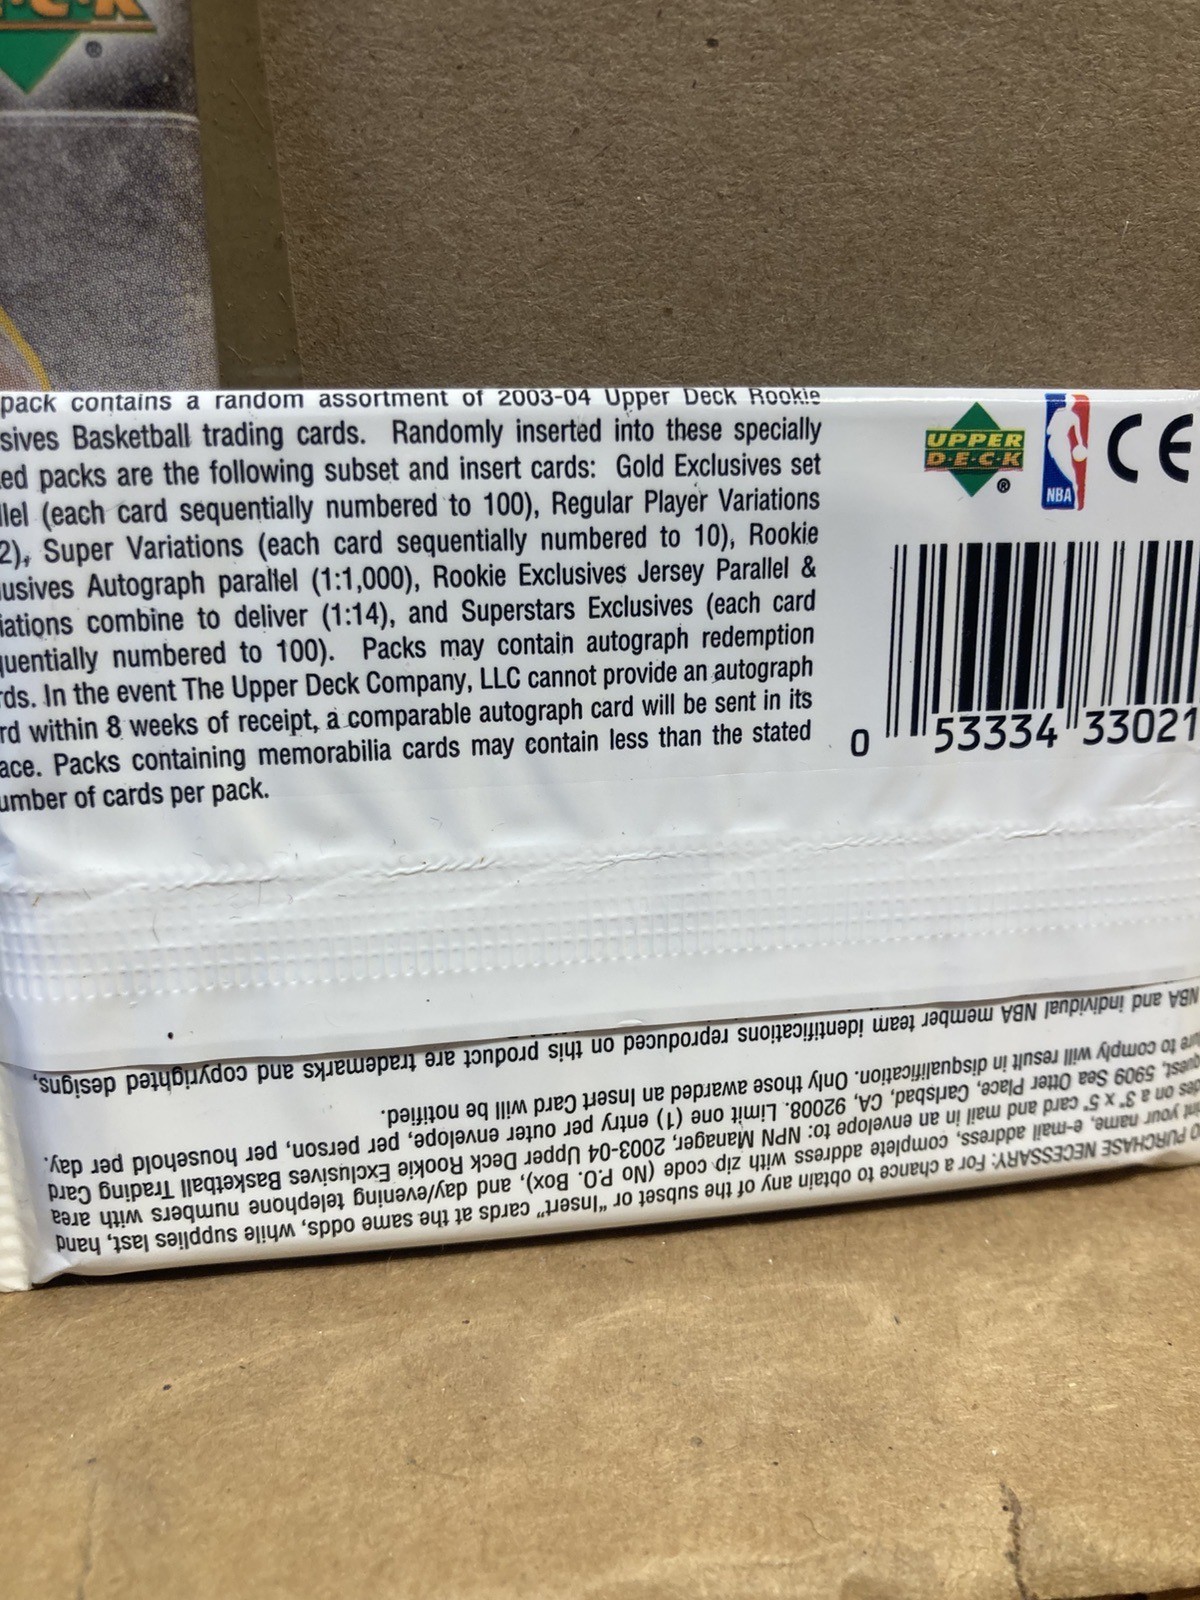 pack contains a random assortment of 2003-04 Upper Deck Rookie
sives Basketball trading cards. Randomly inserted into these specially
ed packs are the following subset and insert cards: Gold Exclusives set
llel (each card sequentially numbered to 100), Regular Player Variations
2), Super Variations (each card sequentially numbered to 10), Rookie
usives Autograph parallel (1:1,000), Rookie Exclusives Jersey Parallel &
iations combine to deliver (1:14), and Superstars Exclusives (each card
quentially numbered to 100). Packs may contain autograph redemption
rds. In the event The Upper Deck Company, LLC cannot provide an autograph
rd within 8 weeks of receipt, a comparable autograph card will be sent in its
ace. Packs containing memorabilia cards may contain less than the stated
umber of cards per pack.
UPPER
D·E·C·K
®
NBA
CE
0 53334 33021
O PURCHASE NECESSARY: For a chance to obtain any of the subset or "Insert" cards at the same odds, while supplies last, hand
nt your name, e-mail address, complete address with zip code (No P.O. Box), and day/evening telephone numbers with area
des on a 3" x 5" card and mail in an envelope to: NPN Manager, 2003-04 Upper Deck Rookie Exclusives Basketball Trading Card
quest, 5909 Sea Otter Place, Carlsbad, CA, 92008. Limit one (1) entry per outer envelope, per person, per household per day.
ure to comply will result in disqualification. Only those awarded an Insert Card will be notified.
NBA and individual NBA member team identifications reproduced on this product are trademarks and copyrighted designs,